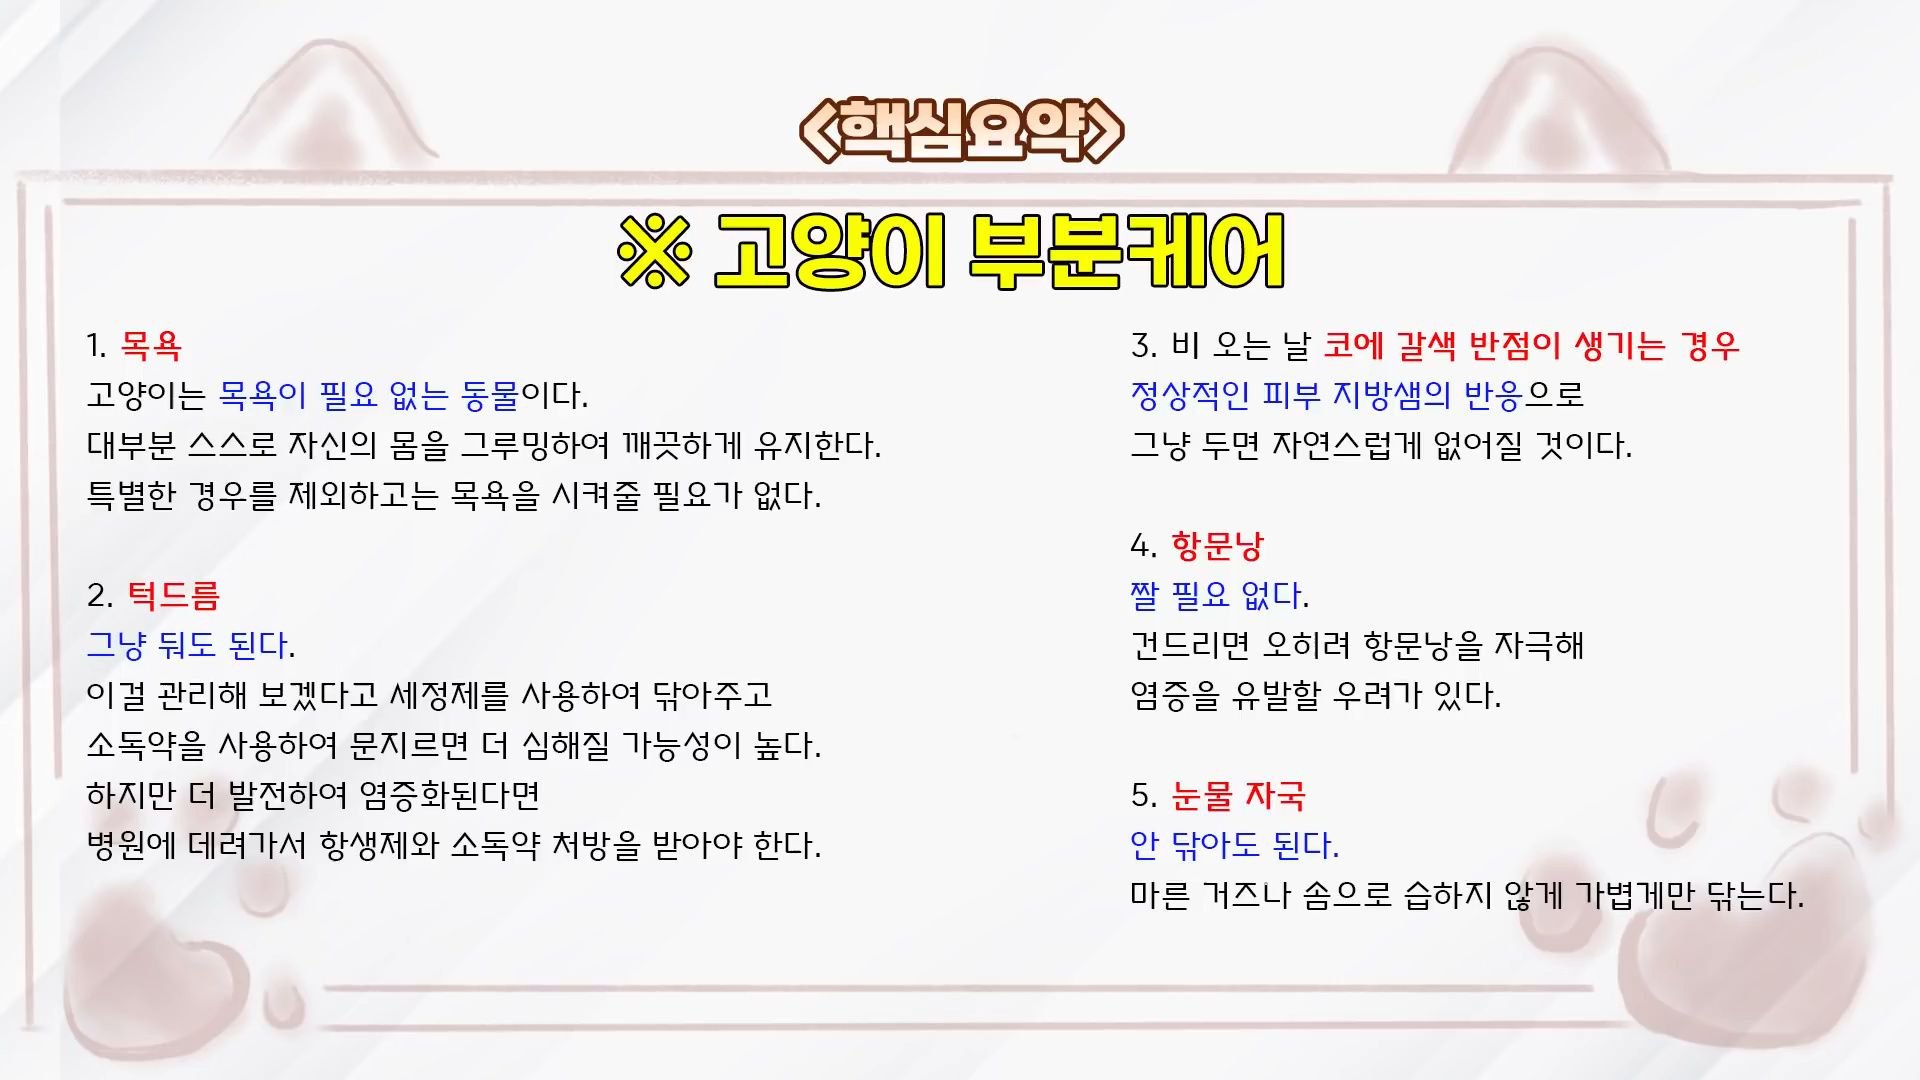 <핵심요약>
※ 고양이 부분케어
1. 목욕
고양이는 목욕이 필요 없는 동물이다.
대부분 스스로 자신의 몸을 그루밍하여 깨끗하게 유지한다.
특별한 경우를 제외하고는 목욕을 시켜줄 필요가 없다.
2. 턱드름
그냥 둬도 된다.
이걸 관리해 보겠다고 세정제를 사용하여 닦아주고
소독약을 사용하여 문지르면 더 심해질 가능성이 높다.
하지만 더 발전하여 염증화된다면
병원에 데려가서 항생제와 소독약 처방을 받아야 한다.
3. 비 오는 날 코에 갈색 반점이 생기는 경우
정상적인 피부 지방샘의 반응으로
그냥 두면 자연스럽게 없어질 것이다.
4. 항문낭
짤 필요 없다.
건드리면 오히려 항문낭을 자극해
염증을 유발할 우려가 있다.
5. 눈물 자국
안 닦아도 된다.
마른 거즈나 솜으로 습하지 않게 가볍게만 닦는다.